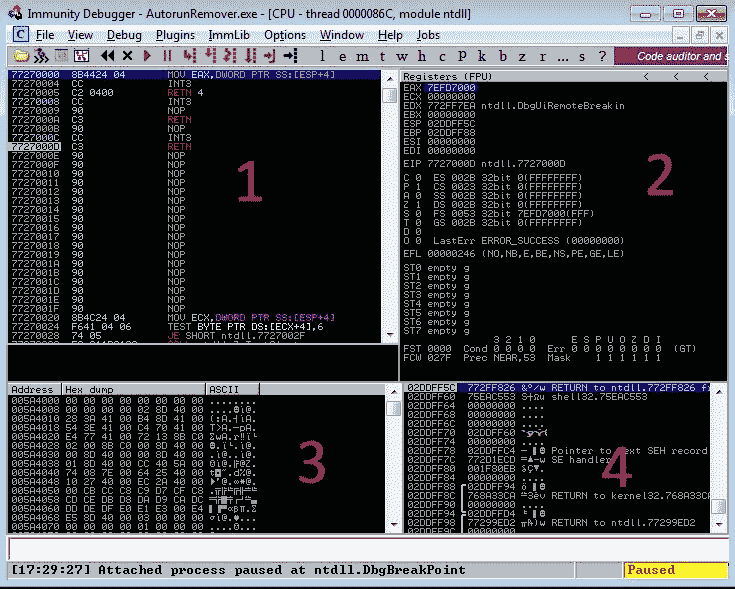 Immunity Debugger - AutorunRemover.exe - [CPU - thread 0000086C, module ntdll]
C File View Debug Plugins ImmLib Options Window Help Jobs
l e m t w h c p k b z r ... s ? Code auditor and s
77270000 8B4424 04 MOV EAX,DWORD PTR SS:[ESP+4]
77270004 CC INT3
77270005 C2 0400 RETN 4
77270008 CC INT3
77270009 90 NOP
7727000A C3 RETN
7727000B 90 NOP
7727000C CC INT3
7727000D C3 RETN
7727000E 90 NOP
7727000F 90 NOP
77270010 90 NOP
77270011 90 NOP
77270012 90 NOP
77270013 90 NOP
77270014 90 NOP
77270015 90 NOP
77270016 90 NOP
77270017 90 NOP
77270018 90 NOP
77270019 90 NOP
7727001A 90 NOP
7727001B 90 NOP
7727001C 90 NOP
7727001D 90 NOP
7727001E 90 NOP
7727001F 90 NOP
77270020 8B4C24 04 MOV ECX,DWORD PTR SS:[ESP+4]
77270024 F641 04 06 TEST BYTE PTR DS:[ECX+4],6
77270028 74 05 JE SHORT ntdll.7727002F
1
Registers (FPU) < < <
EAX 7EFD7000
ECX 00000000
EDX 772FF7EA ntdll.DbgUiRemoteBreakin
EBX 00000000
ESP 02DDFF5C
EBP 02DDFF88
ESI 00000000
EDI 00000000
EIP 7727000D ntdll.7727000D
C 0 ES 002B 32bit 0(FFFFFFFF)
P 1 CS 0023 32bit 0(FFFFFFFF)
A 0 SS 002B 32bit 0(FFFFFFFF)
Z 1 DS 002B 32bit 0(FFFFFFFF)
S 0 FS 0053 32bit 7EFD7000(FFF)
T 0 GS 002B 32bit 0(FFFFFFFF)
D 0
O 0 LastErr ERROR_SUCCESS (00000000)
EFL 00000246 (NO,NB,E,BE,NS,PE,GE,LE)
ST0 empty g
ST1 empty g
ST2 empty g
ST3 empty g
ST4 empty g
ST5 empty g
ST6 empty g
ST7 empty g
3 2 1 0 E S P U O Z D I
FST 0000 Cond 0 0 0 0 Err 0 0 0 0 0 0 0 0 (GT)
FCW 027F Prec NEAR,53 Mask 1 1 1 1 1 1
2
Address Hex dump ASCII
005A4000 00 00 00 00 00 00 00 00 ........
005A4008 00 00 00 00 02 8D 40 00
005A4010 22 3A 41 00 B4 28 41 00
005A4018 54 3E 41 00 C4 70 41 00
005A4020 E4 77 41 00 72 13 8B C0
005A4028 02 00 8B C0 00 8D 40 00
005A4030 00 8D 40 00 00 8D 40 00
005A4038 01 8D 40 00 CC 40 5A 00
005A4040 74 08 7E 00 64 25 40 00
005A4048 10 27 40 00 EC 2A 40 00
005A4050 00 CB CC C8 C9 D7 CF C8
005A4058 CD CE DB D8 DA D9 CA DC
005A4060 DD DE DF E0 E1 E3 00 E4
005A4068 E5 8D 40 00 03 00 00 00
3
02DDFF5C 772FF826 RETURN to ntdll.772FF826
02DDFF60 75EAC553 shell32.75EAC553
02DDFF64 00000000 ....
02DDFF68 00000000 ....
02DDFF6C 00000000 ....
02DDFF70 02DDFF60
02DDFF74 00000000 ....
02DDFF78 02DDFFC4 Pointer to next SEH record
02DDFF7C 772D1ECD SE handler
02DDFF80 001F30EB
02DDFF84 00000000 ....
02DDFF88 02DDFF94
02DDFF8C 768A33CA RETURN to kernel32.768A33CA
02DDFF90 00000000 ....
02DDFF94 02DDFFD4
02DDFF98 77299ED2 RETURN to ntdll.77299ED2
02DDFF9C 00000000
4
[17:29:27] Attached process paused at ntdll.DbgBreakPoint
Paused